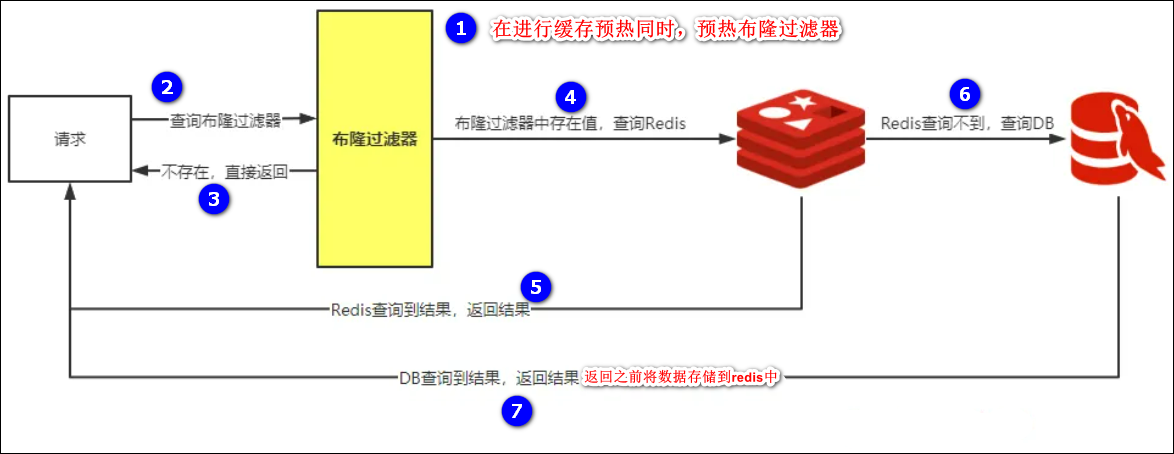 1 在进行缓存预热同时，预热布隆过滤器
2
请求
查询布隆过滤器
不存在，直接返回
3
布隆过滤器
4
布隆过滤器中存在值，查询Redis
6
Redis查询不到，查询DB
5
Redis查询到结果，返回结果
DB查询到结果，返回结果 返回之前将数据存储到redis中
7